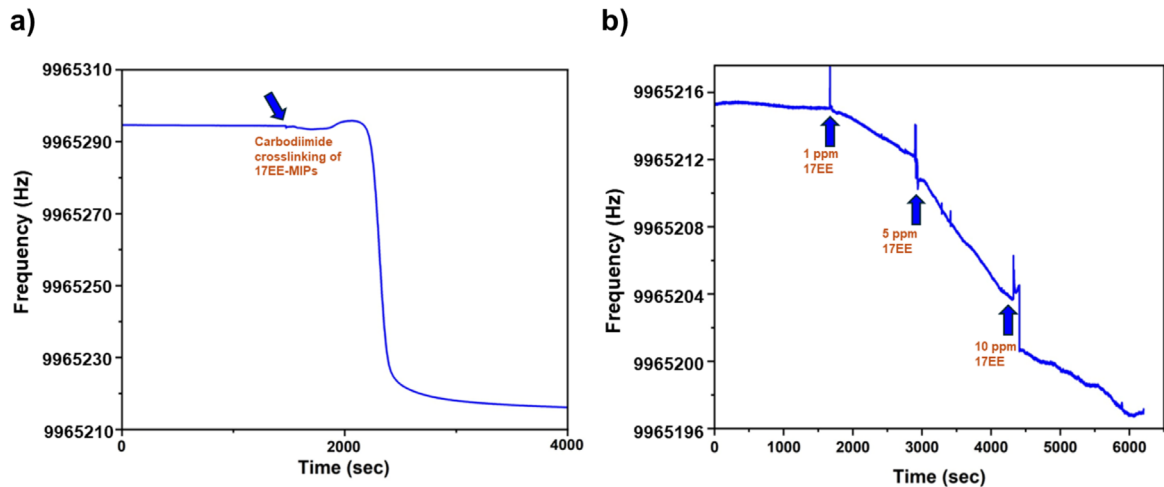 a)
9965310
9965290
9965270
9965250
9965230
9965210
Frequency (Hz)
0
2000
4000
Time (sec)
Carbodiimide
crosslinking of
17EE-MIPs
b)
9965216
9965212
9965208
9965204
9965200
9965196
Frequency (Hz)
0
1000
2000
3000
4000
5000
6000
Time (sec)
1 ppm
17EE
5 ppm
17EE
10 ppm
17EE